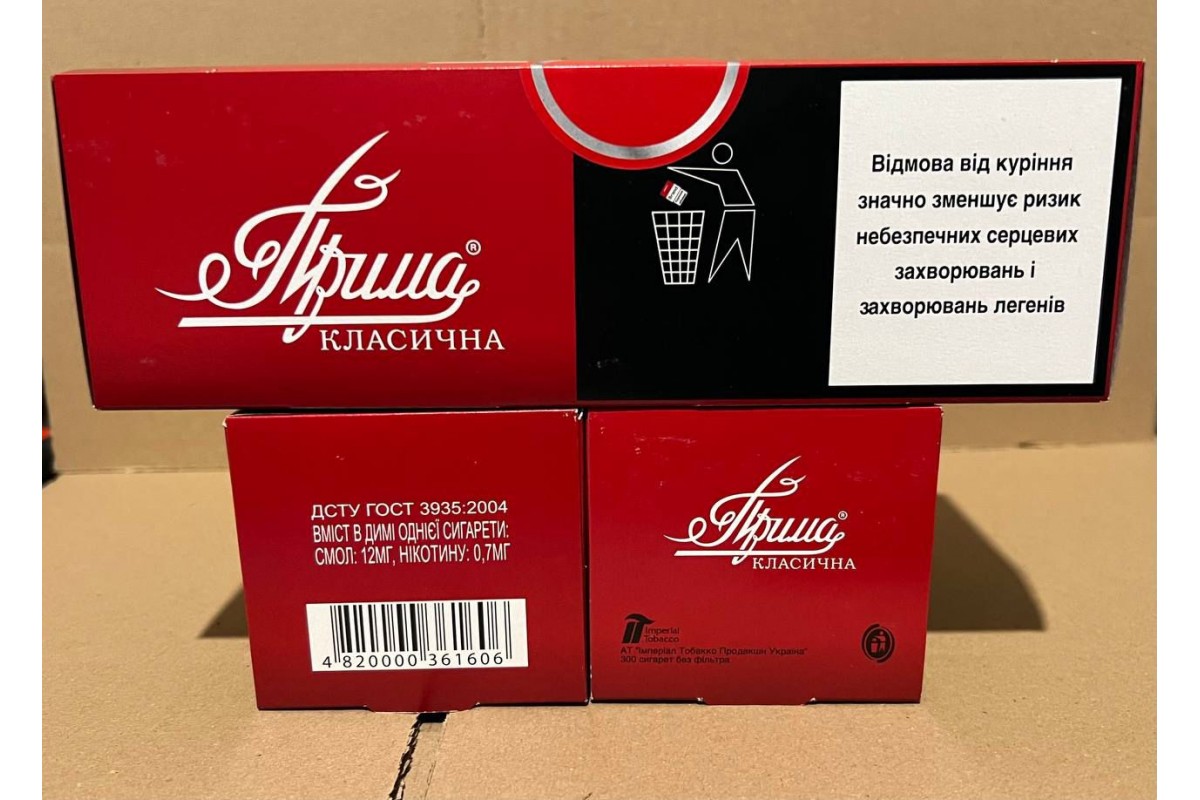 Прима®
КЛАСИЧНА
Відмова від куріння
значно зменшує ризик
небезпечних серцевих
захворювань і
захворювань легенів
ДСТУ ГОСТ 3935:2004
ВМІСТ В ДИМІ ОДНІЄЇ СИГАРЕТИ:
СМОЛ: 12МГ, НІКОТИНУ: 0,7МГ
4 820000 361606
Прима®
КЛАСИЧНА
Imperial
Tobacco
АТ "Імперіал Тобакко Продакшн Україна"
300 сигарет без фільтра